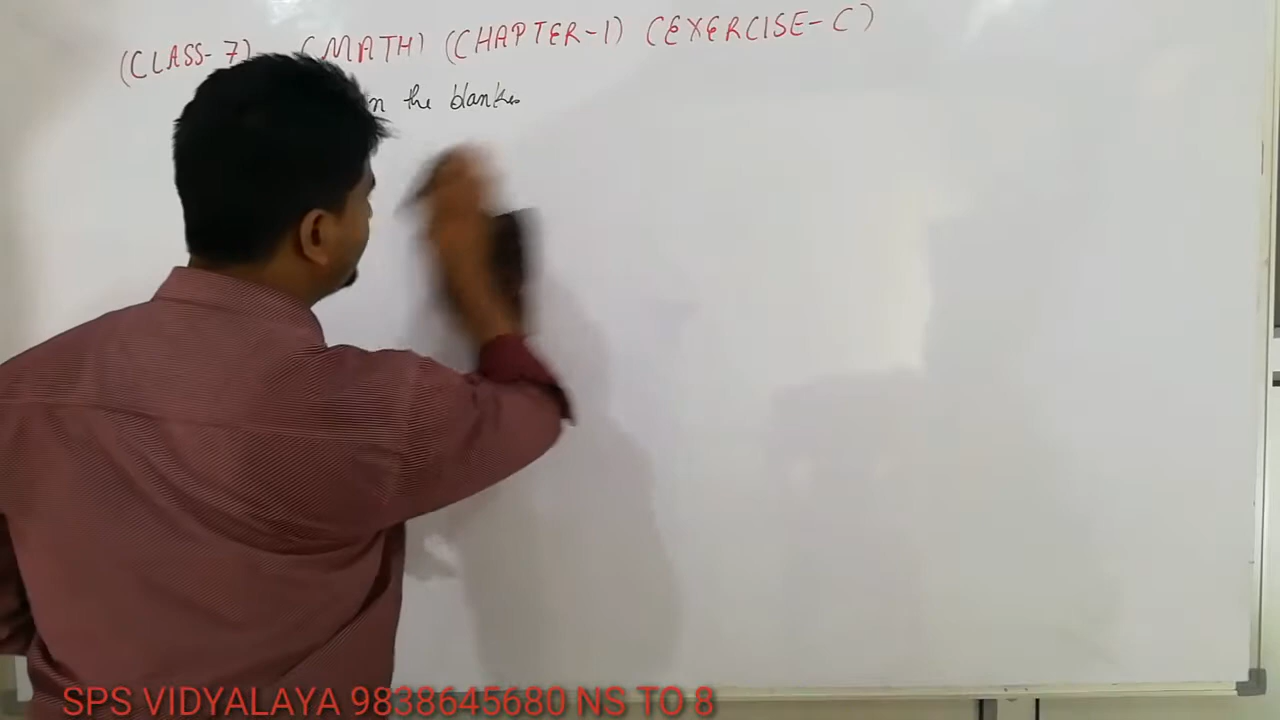 (CLASS-7) (MATH) (CHAPTER-1) (EXERCISE-C)
the blanks
SPS VIDYALAYA 9838645680 NS TO 8